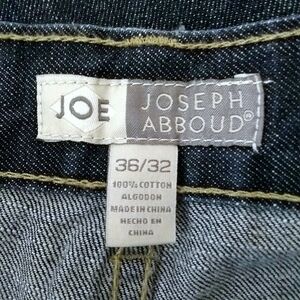 JOE
JOSEPH
ABBOUD®
36/32
100% COTTON
ALGODON
MADE IN CHINA
HECHO EN
CHINA